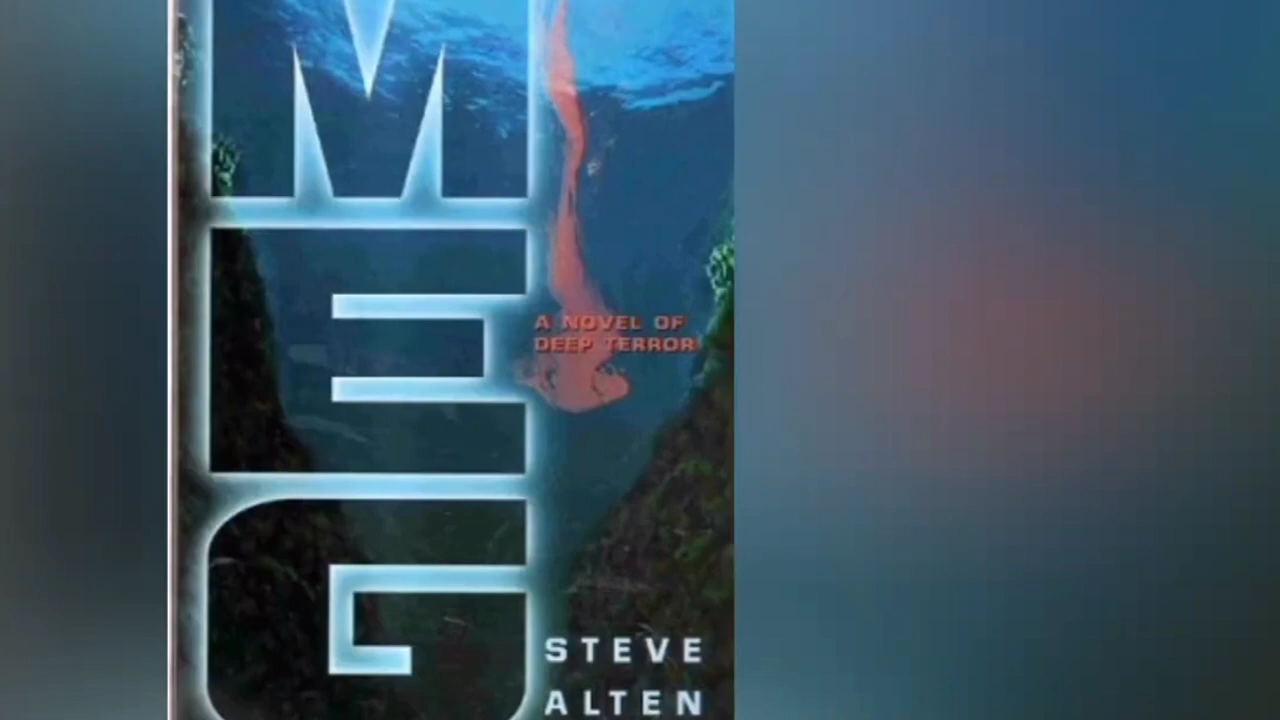 MEG
A NOVEL OF
DEEP TERROR
STEVE
ALTEN